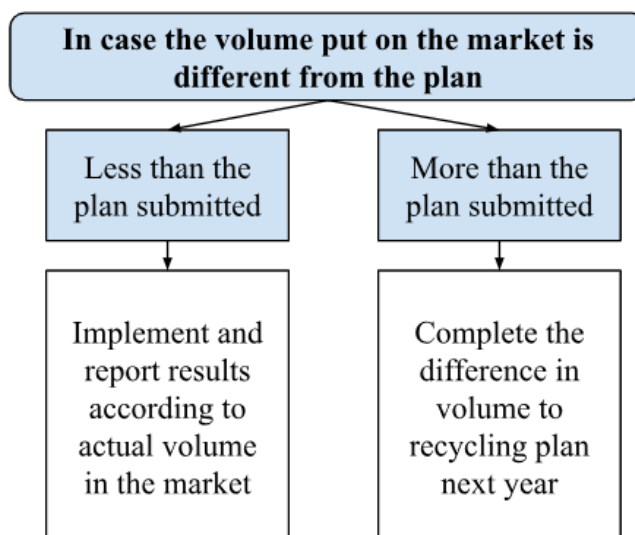 In case the volume put on the market is
different from the plan
Less than the
plan submitted
More than the
plan submitted
Implement and
report results
according to
actual volume
in the market
Complete the
difference in
volume to
recycling plan
next year